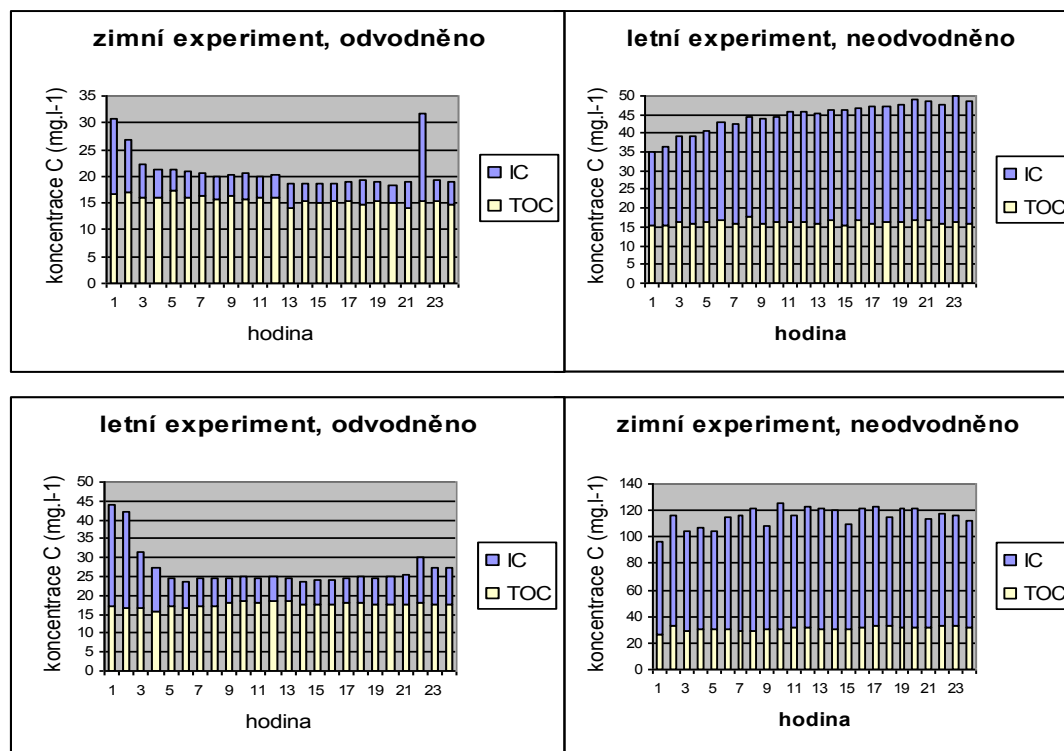 zimní experiment, odvodněno
koncentrace C (mg.l-1)
35
30
25
20
15
10
5
0
1 3 5 7 9 11 13 15 17 19 21 23
hodina
IC
TOC
letní experiment, neodvodněno
koncentrace C (mg.l-1)
50
45
40
35
30
25
20
15
10
5
0
1 3 5 7 9 11 13 15 17 19 21 23
hodina
IC
TOC
letní experiment, odvodněno
koncentrace C (mg.l-1)
50
45
40
35
30
25
20
15
10
5
0
1 3 5 7 9 11 13 15 17 19 21 23
hodina
IC
TOC
zimní experiment, neodvodněno
koncentrace C (mg.l-1)
140
120
100
80
60
40
20
0
1 3 5 7 9 11 13 15 17 19 21 23
hodina
IC
TOC